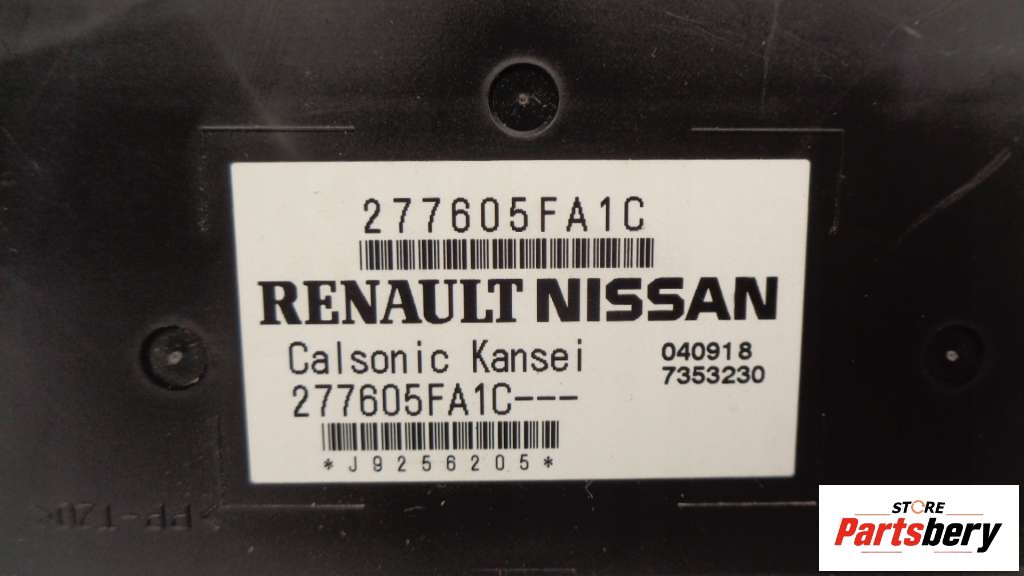 277605FA1C
RENAULT NISSAN
Calsonic Kansei 040918
277605FA1C--- 7353230
*J9256205*
STORE
Partsbery